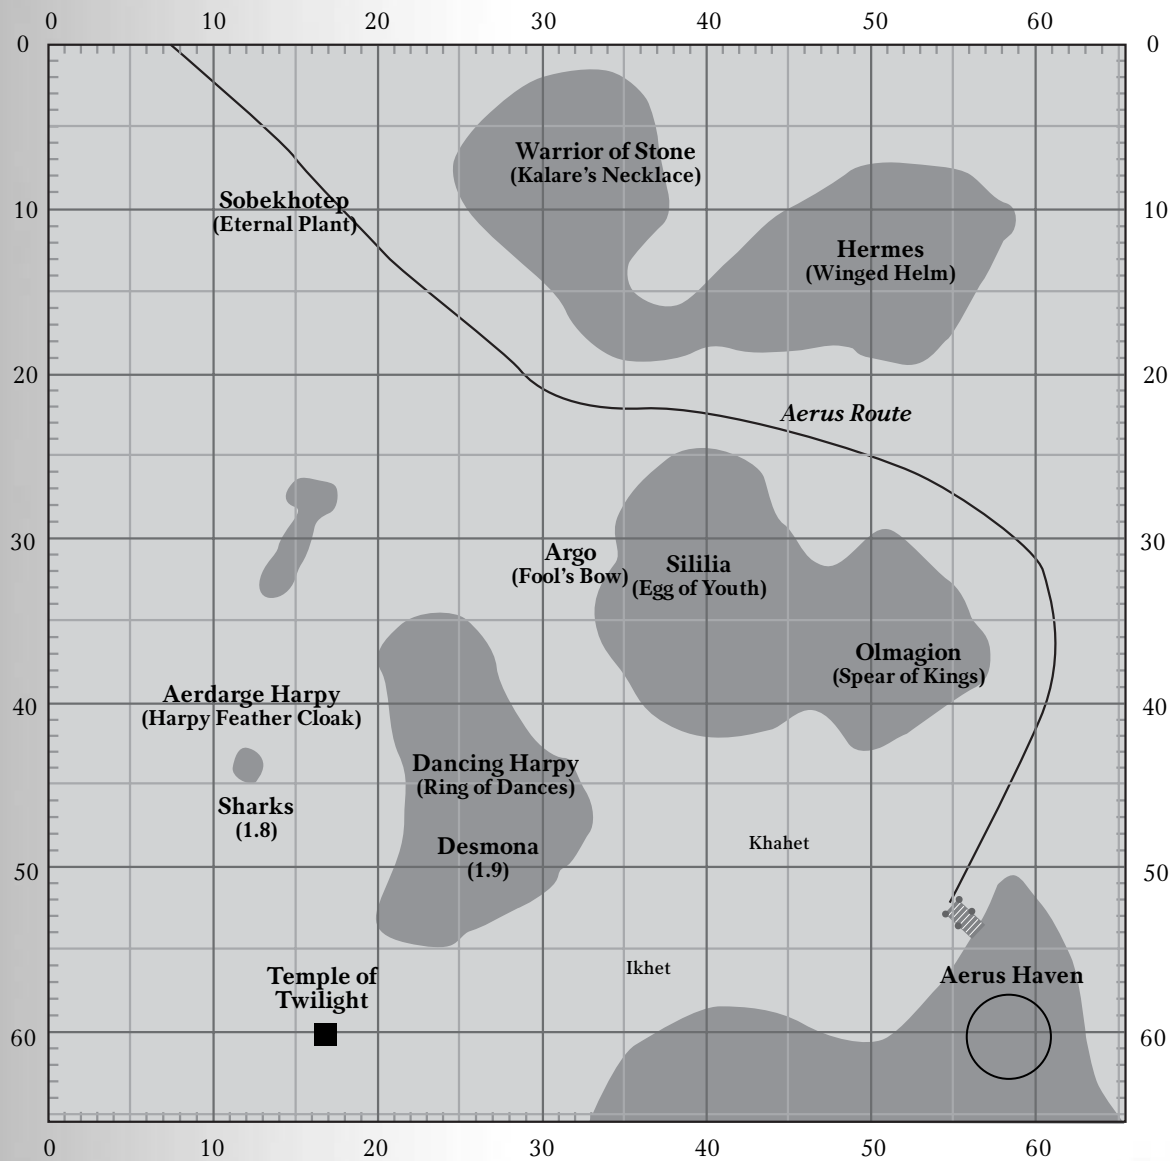 0 10 20 30 40 50 60
0 0
Warrior of Stone
(Kalare's Necklace)
Sobekhotep
(Eternal Plant)
10 10
Hermes
(Winged Helm)
20 20
Aerus Route
30 30
Argo
(Fool's Bow)
Sililia
(Egg of Youth)
Olmagion
(Spear of Kings)
Aerdarge Harpy
(Harpy Feather Cloak)
40 40
Dancing Harpy
(Ring of Dances)
Sharks
(1.8)
Desmona
(1.9)
Khahet
50 50
Ikhet
Temple of
Twilight
Aerus Haven
60 60
0 10 20 30 40 50 60